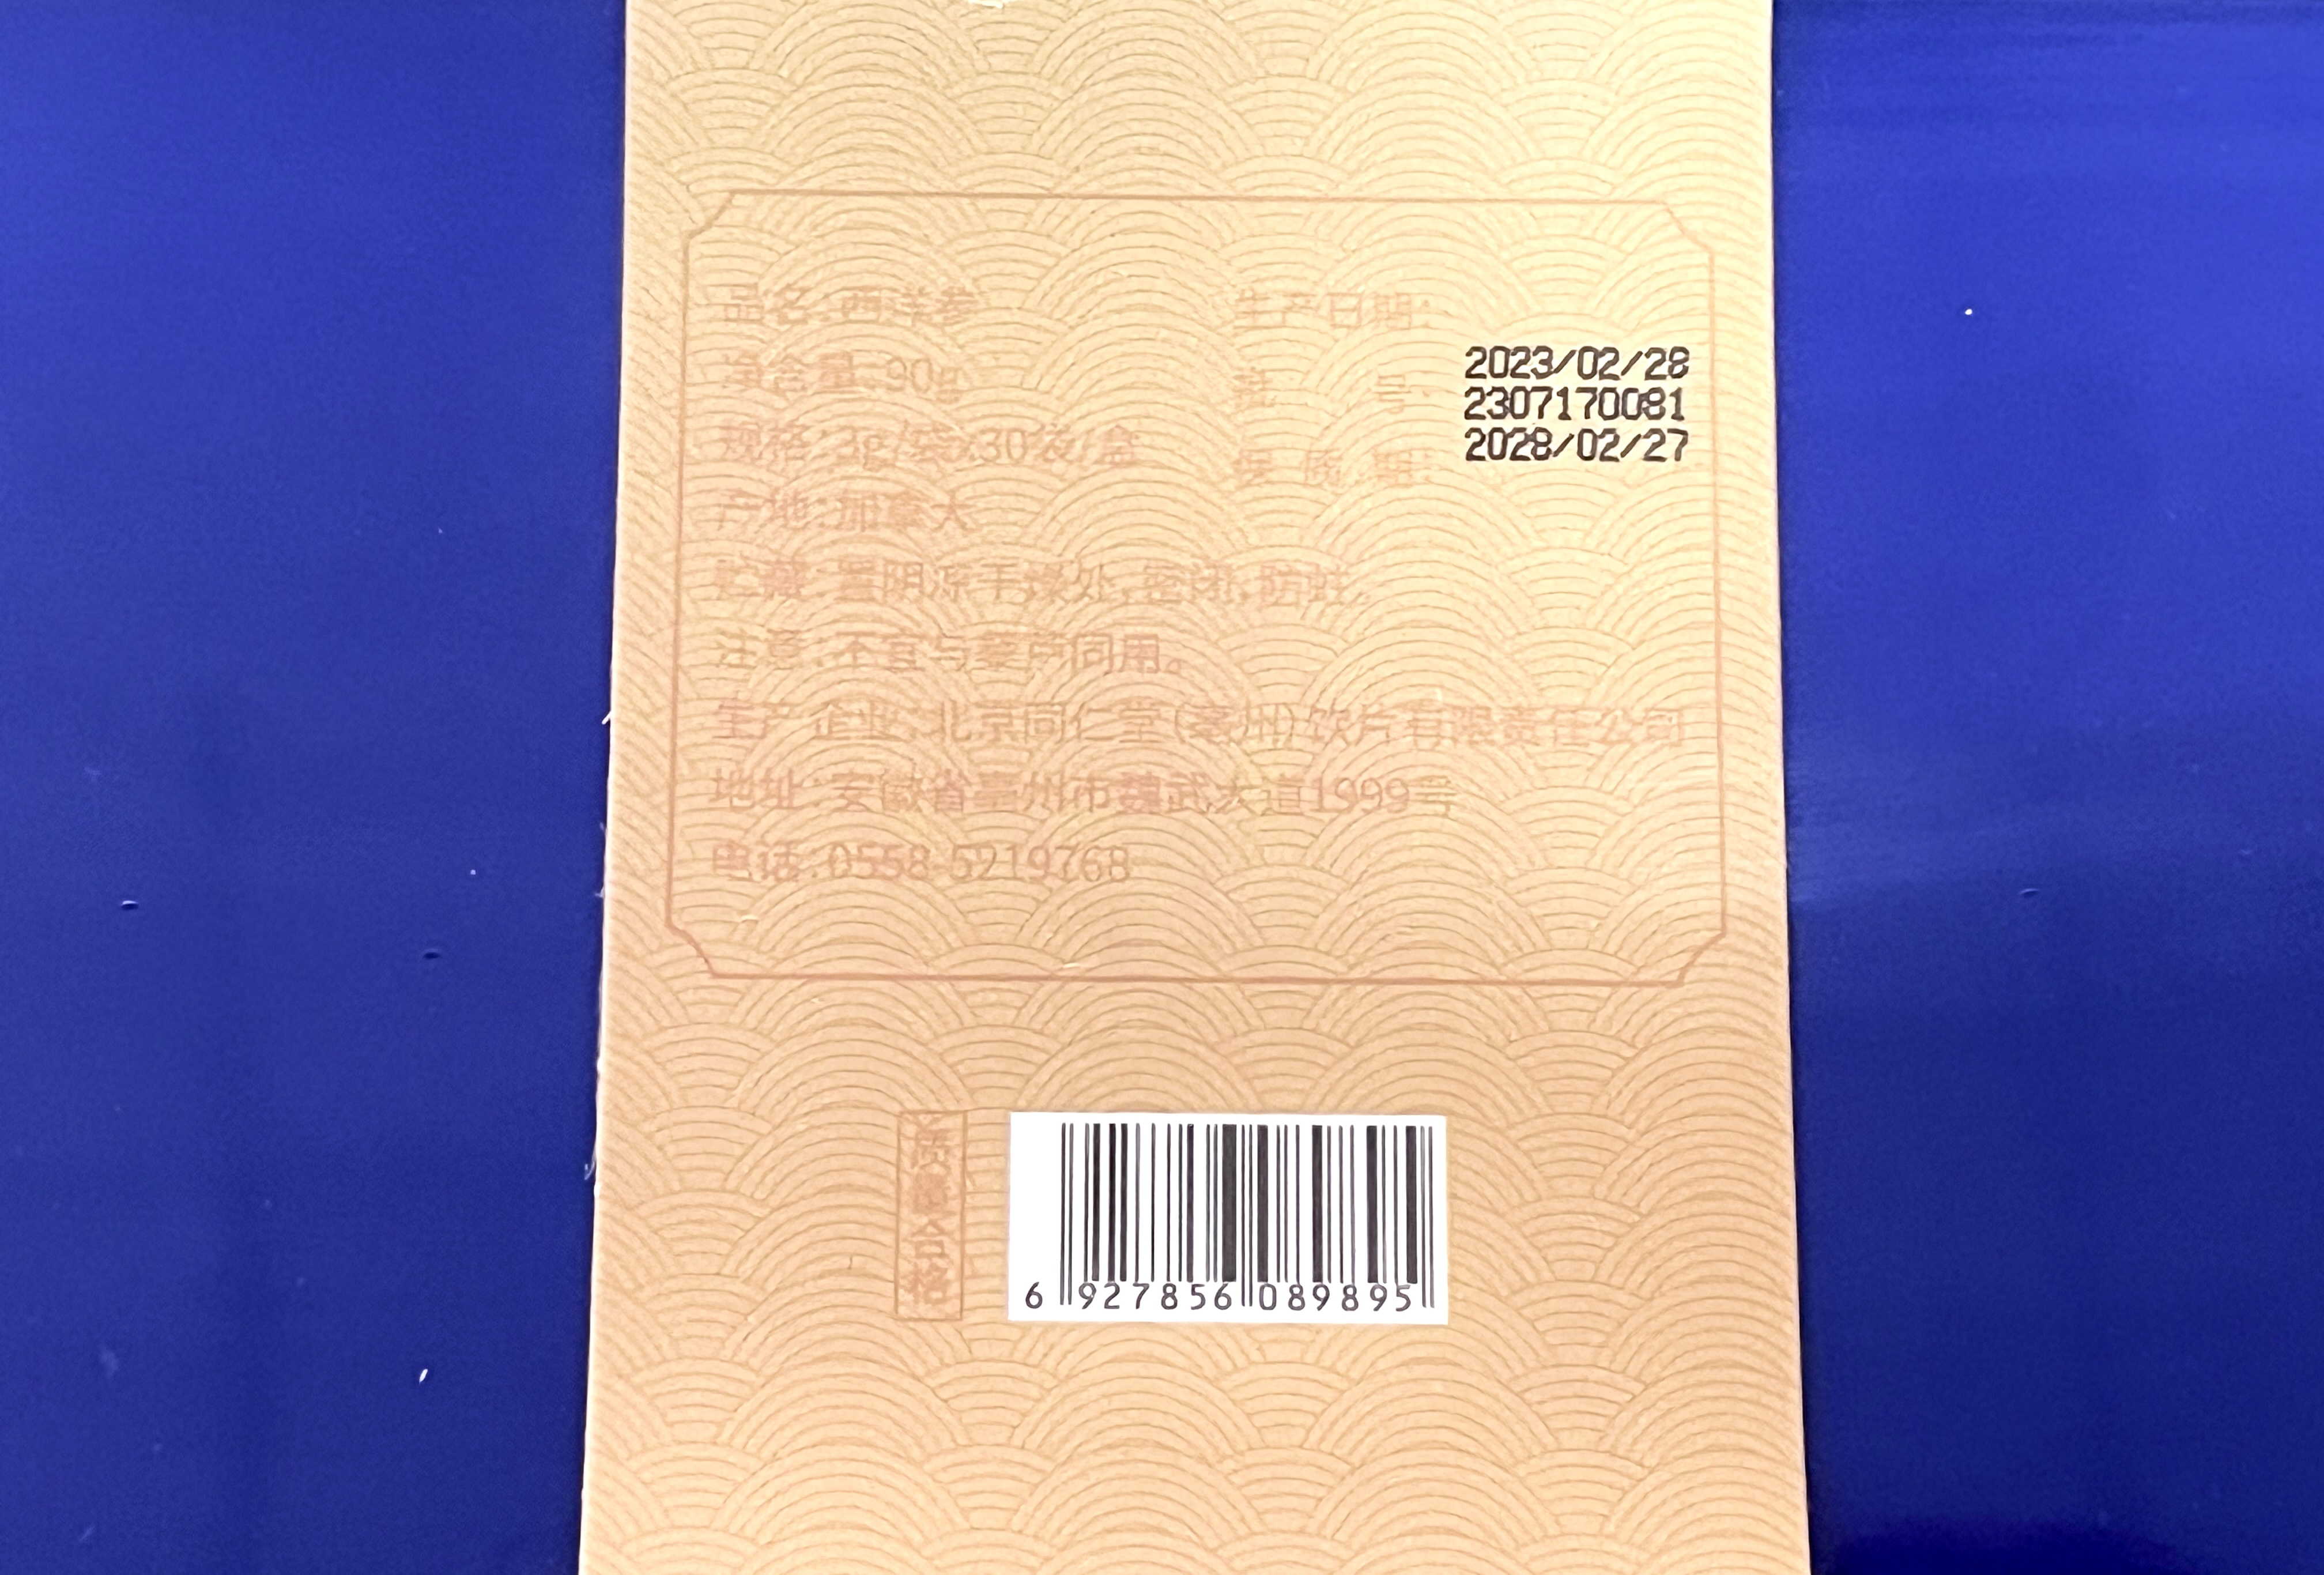 品名:西洋参
净含量:90g
规格:3g/袋×30袋/盒
产地:加拿大
贮藏:置阴凉干燥处,密闭,防蛀。
注意:不宜与藜芦同用。
生产企业:北京同仁堂(亳州)饮片有限责任公司
地址:安徽省亳州市魏武大道1999号
电话:0558-5219768
生产日期:
批 号:
保 质 期:
2023/02/28
2307170081
2028/02/27
质量合格
6 927856 089895